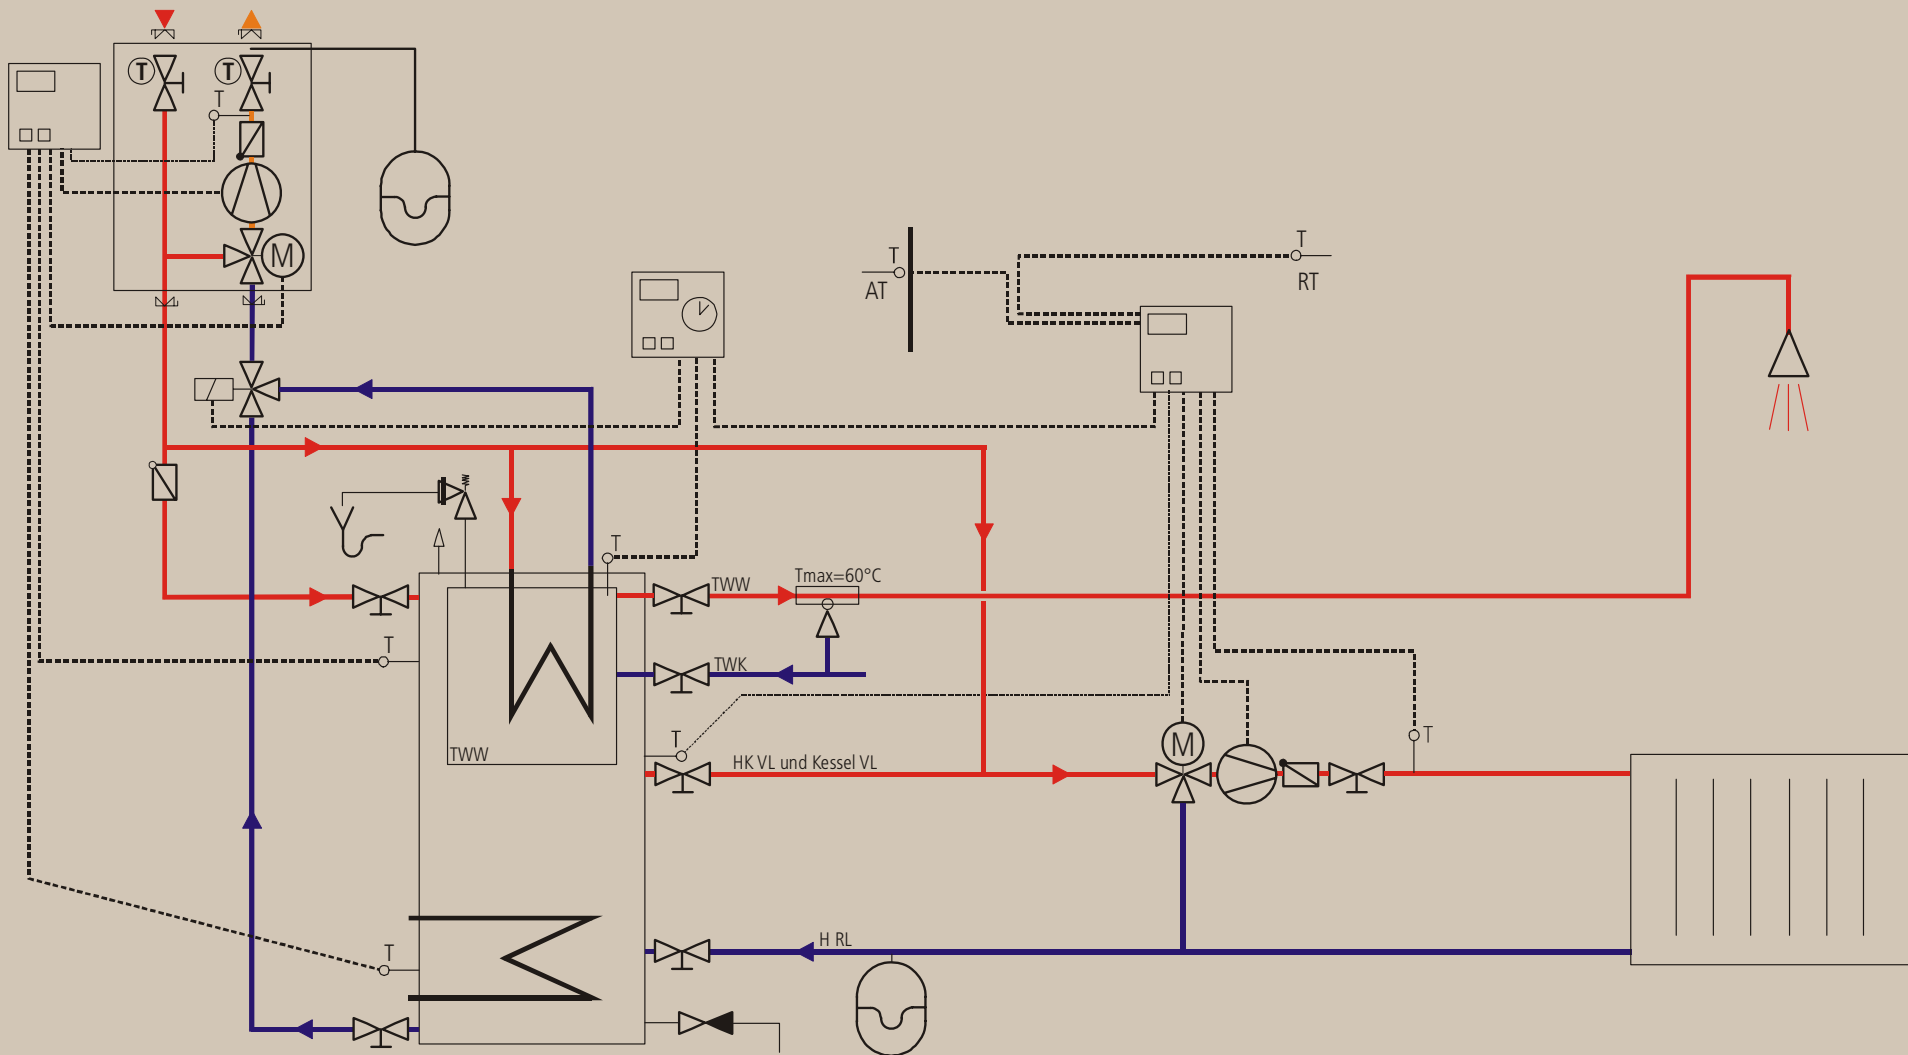 T T
T
M
T
T
AT
RT
T
TWW
Tmax=60°C
T
TWK
TWW
T
HK VL und Kessel VL
M
T
T
H RL